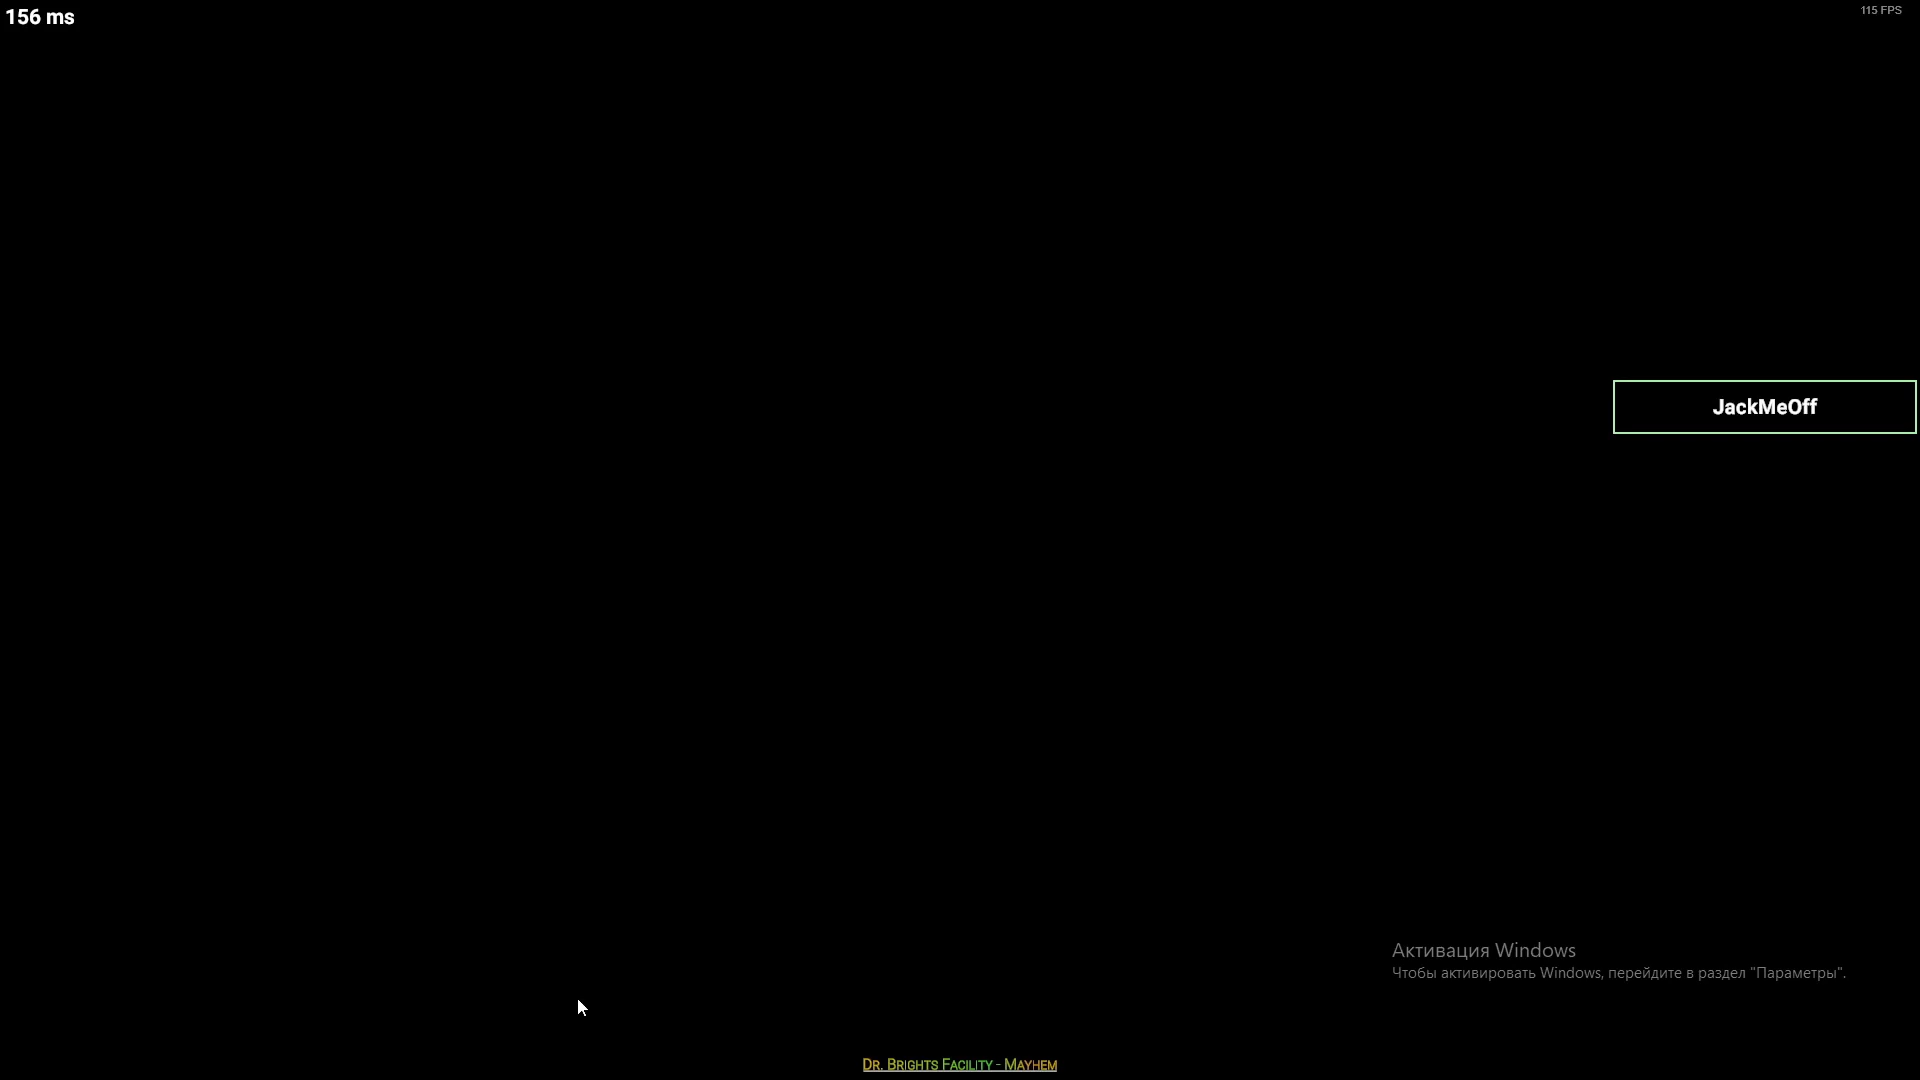 156 ms
115 FPS
JackMeOff
Активация Windows
Чтобы активировать Windows, перейдите в раздел "Параметры".
Dr. Brights Facility - Mayhem